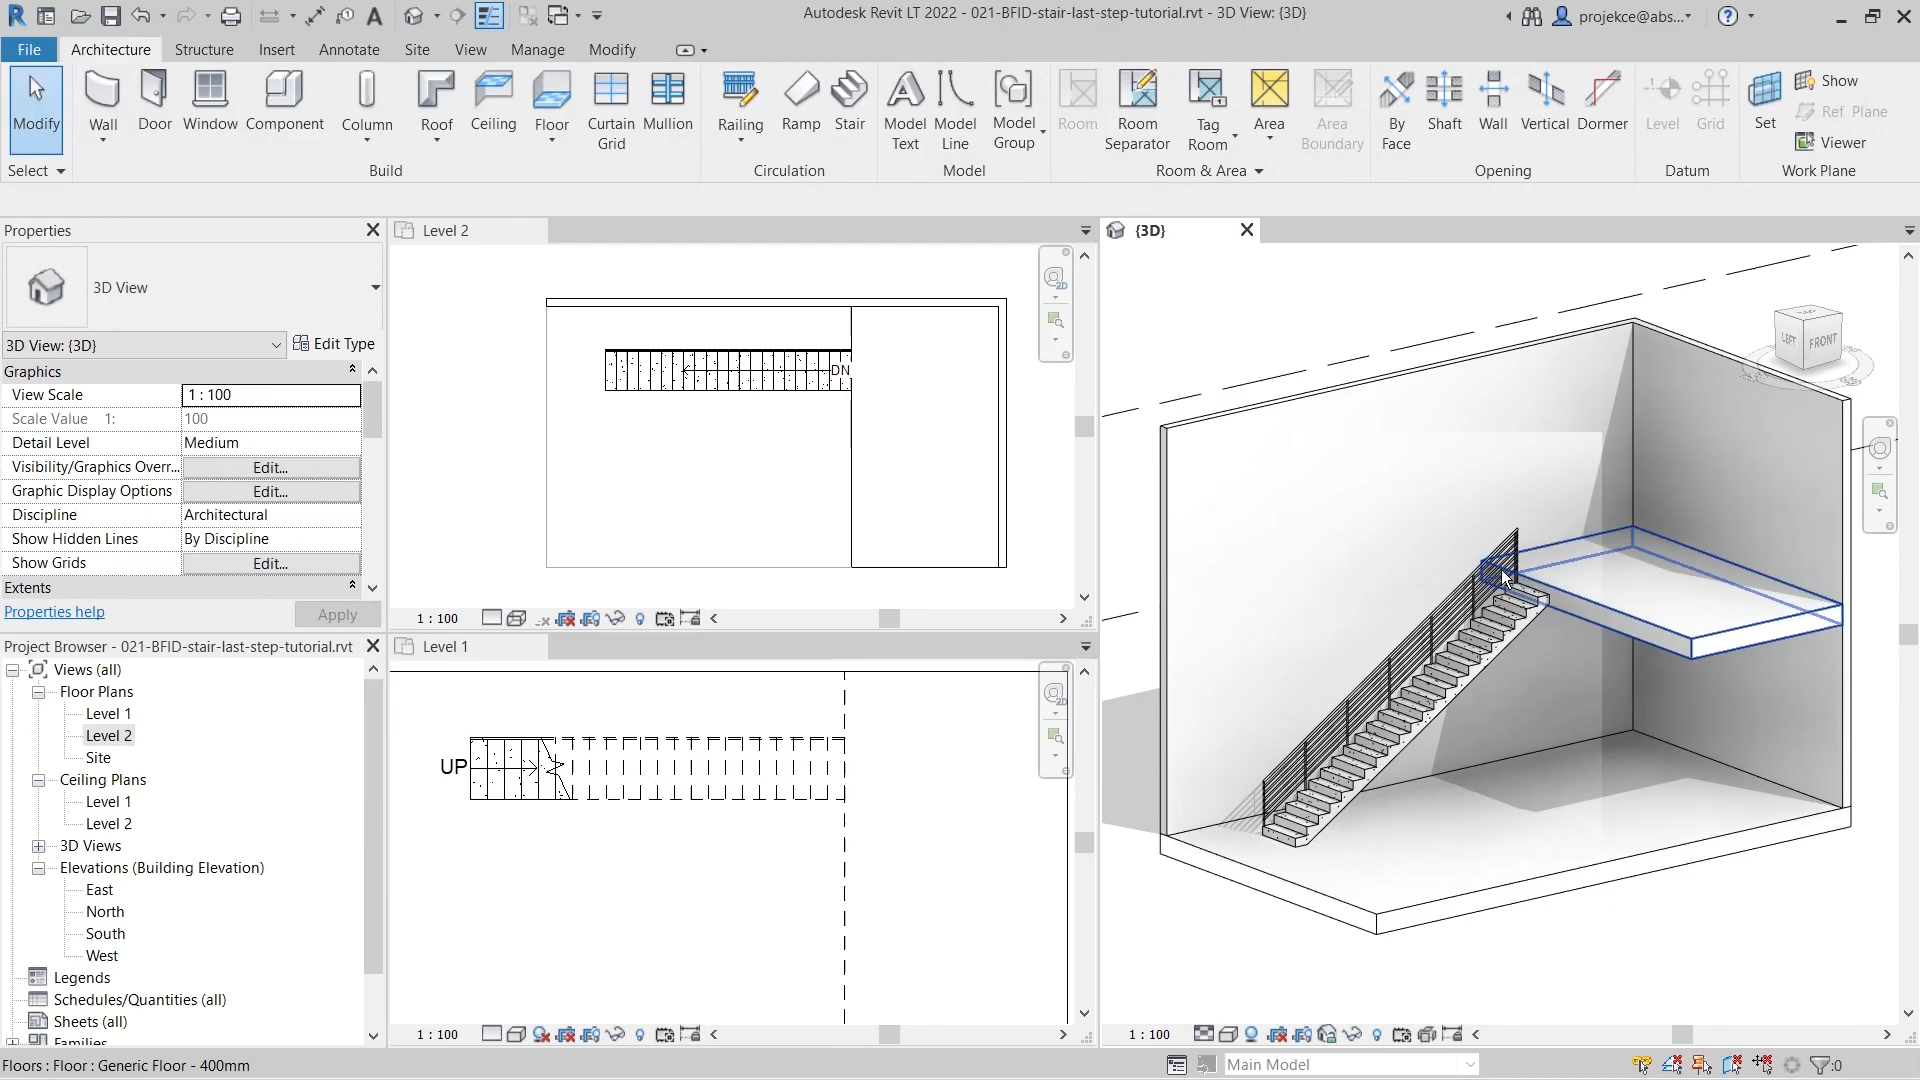 Autodesk Revit LT 2022 - 021-BFID-stair-last-step-tutorial.rvt - 3D View: {3D}
projekce@abs...
File Architecture Structure Insert Annotate Site View Manage Modify
Modify Wall Door Window Component Column Roof Ceiling Floor Curtain Grid Mullion Railing Ramp Stair Model Text Model Line Model Group Room Room Separator Tag Room Area Area Boundary By Face Shaft Wall Vertical Dormer Level Grid Set Show
Ref Plane
Viewer
Select Build Circulation Model Room & Area Opening Datum Work Plane
Properties
3D View
3D View: {3D} Edit Type
Graphics
View Scale 1 : 100
Scale Value 1: 100
Detail Level Medium
Visibility/Graphics Overr... Edit...
Graphic Display Options Edit...
Discipline Architectural
Show Hidden Lines By Discipline
Show Grids Edit...
Extents
Properties help Apply
Project Browser - 021-BFID-stair-last-step-tutorial.rvt
Views (all)
Floor Plans
Level 1
Level 2
Site
Ceiling Plans
Level 1
Level 2
3D Views
Elevations (Building Elevation)
East
North
South
West
Legends
Schedules/Quantities (all)
Sheets (all)
Families
Level 2
2D
DN
1 : 100
Level 1
2D
UP
1 : 100
{3D}
LEFT FRONT
1 : 100
Floors : Floor : Generic Floor - 400mm
Main Model
:0